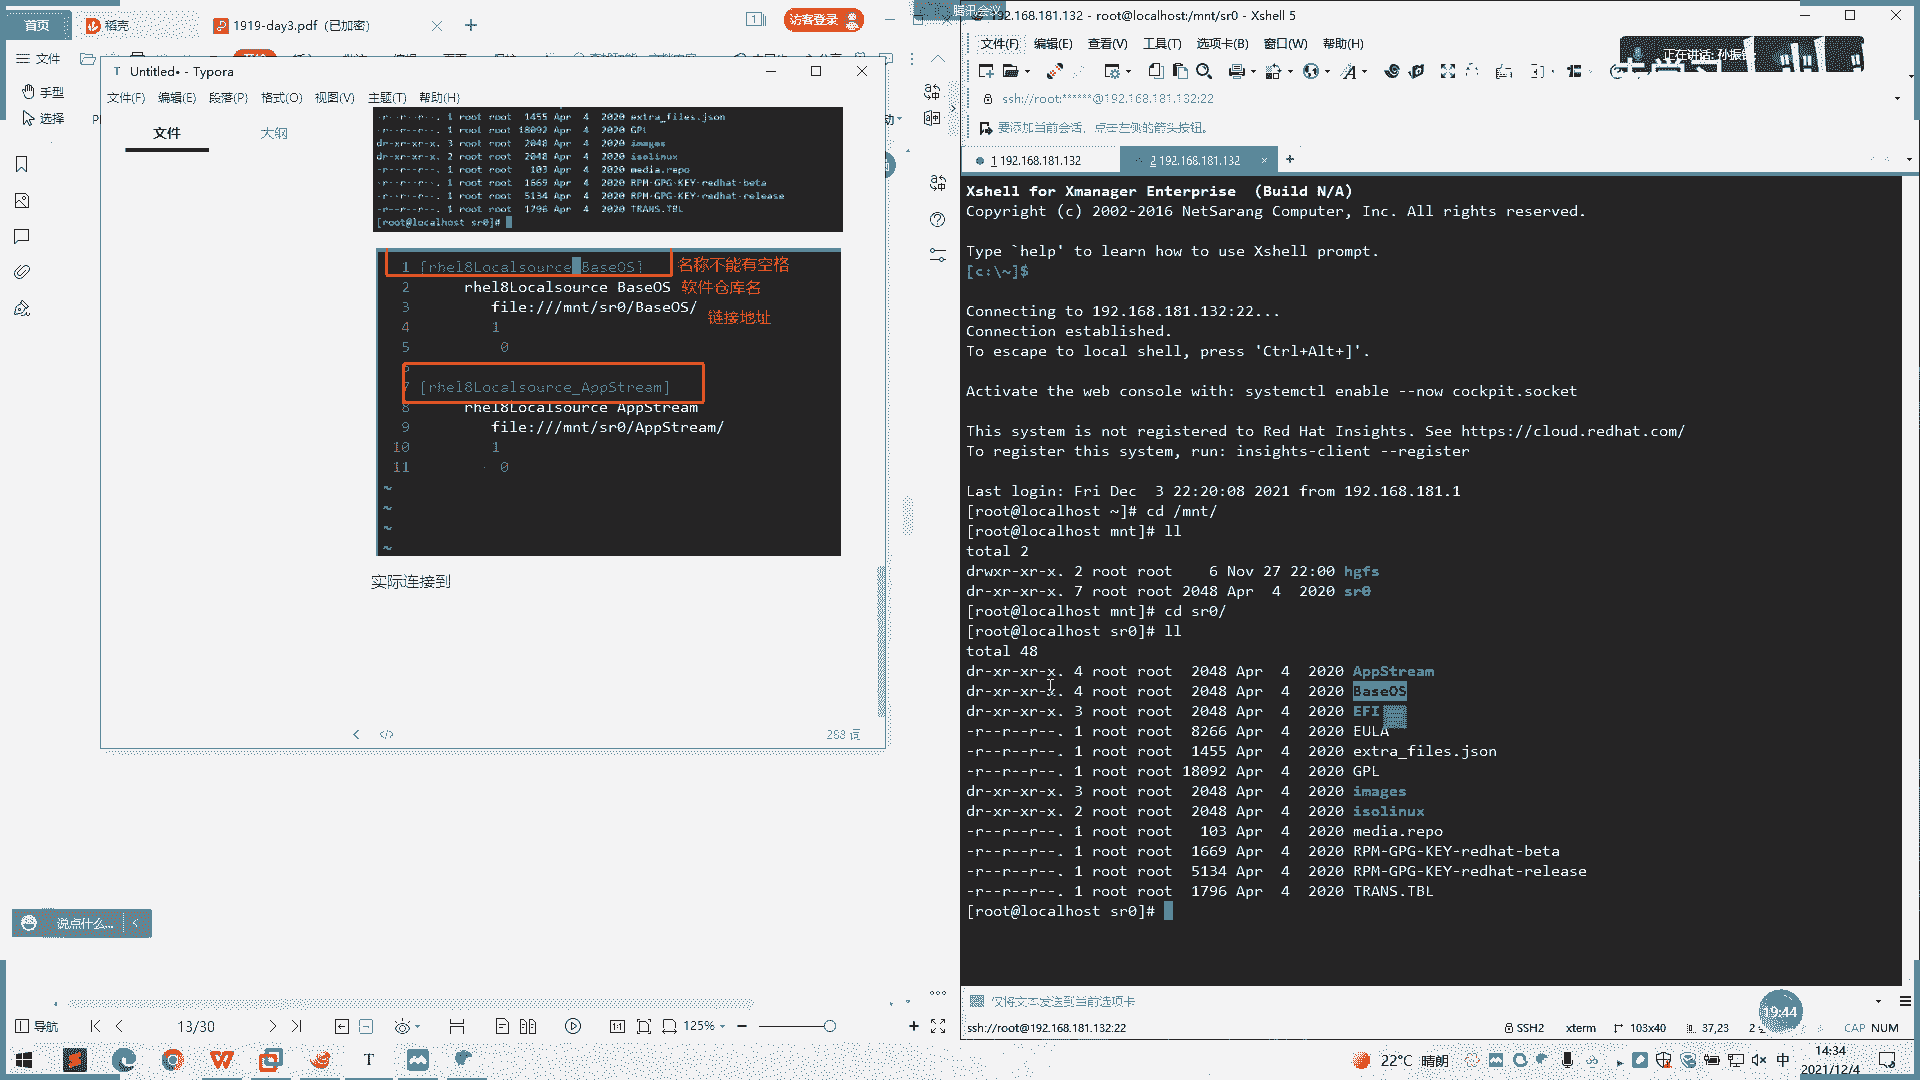 首页
稻壳
1919-day3.pdf (已加密)
访客登录
文件
手型
选择
Untitled• - Typora
文件(F) 编辑(E) 段落(P) 格式(O) 视图(V) 主题(T) 帮助(H)
文件
大纲
-r--r--r--. 1 root root 1455 Apr 4 2020 extra_files.json
-r--r--r--. 1 root root 18092 Apr 4 2020 GPL
dr-xr-xr-x. 3 root root 2048 Apr 4 2020 images
dr-xr-xr-x. 2 root root 2048 Apr 4 2020 isolinux
-r--r--r--. 1 root root 103 Apr 4 2020 media.repo
-r--r--r--. 1 root root 1669 Apr 4 2020 RPM-GPG-KEY-redhat-beta
-r--r--r--. 1 root root 5134 Apr 4 2020 RPM-GPG-KEY-redhat-release
-r--r--r--. 1 root root 1796 Apr 4 2020 TRANS.TBL
[root@localhost sr0]#
1 [rhel8Localsource_BaseOS] 名称不能有空格
2 rhel8Localsource BaseOS 软件仓库名
3 file:///mnt/sr0/BaseOS/ 链接地址
4 1
5 0
6
7 [rhel8Localsource_AppStream]
8 rhel8Localsource AppStream
9 file:///mnt/sr0/AppStream/
10 1
11 0
~
~
~
~
实际连接到
283 词
说点什么...
导航
13/30
125%
腾讯会议
192.168.181.132 - root@localhost:/mnt/sr0 - Xshell 5
文件(F) 编辑(E) 查看(V) 工具(T) 选项卡(B) 窗口(W) 帮助(H)
ssh://root:******@192.168.181.132:22
要添加当前会话，点击左侧的箭头按钮。
1 192.168.181.132
2 192.168.181.132
Xshell for Xmanager Enterprise (Build N/A)
Copyright (c) 2002-2016 NetSarang Computer, Inc. All rights reserved.
Type `help' to learn how to use Xshell prompt.
[c:\~]$
Connecting to 192.168.181.132:22...
Connection established.
To escape to local shell, press 'Ctrl+Alt+]'.
Activate the web console with: systemctl enable --now cockpit.socket
This system is not registered to Red Hat Insights. See https://cloud.redhat.com/
To register this system, run: insights-client --register
Last login: Fri Dec  3 22:20:08 2021 from 192.168.181.1
[root@localhost ~]# cd /mnt/
[root@localhost mnt]# ll
total 2
drwxr-xr-x. 2 root root    6 Nov 27 22:00 hgfs
dr-xr-xr-x. 7 root root 2048 Apr  4  2020 sr0
[root@localhost mnt]# cd sr0/
[root@localhost sr0]# ll
total 48
dr-xr-xr-x. 4 root root  2048 Apr  4  2020 AppStream
dr-xr-xr-x. 4 root root  2048 Apr  4  2020 BaseOS
dr-xr-xr-x. 3 root root  2048 Apr  4  2020 EFI
-r--r--r--. 1 root root  8266 Apr  4  2020 EULA
-r--r--r--. 1 root root  1455 Apr  4  2020 extra_files.json
-r--r--r--. 1 root root 18092 Apr  4  2020 GPL
dr-xr-xr-x. 3 root root  2048 Apr  4  2020 images
dr-xr-xr-x. 2 root root  2048 Apr  4  2020 isolinux
-r--r--r--. 1 root root   103 Apr  4  2020 media.repo
-r--r--r--. 1 root root  1669 Apr  4  2020 RPM-GPG-KEY-redhat-beta
-r--r--r--. 1 root root  5134 Apr  4  2020 RPM-GPG-KEY-redhat-release
-r--r--r--. 1 root root  1796 Apr  4  2020 TRANS.TBL
[root@localhost sr0]#
仅将文本发送到当前选项卡
19:44
ssh://root@192.168.181.132:22
SSH2
xterm
103x40
37,23
CAP NUM
22°C 晴朗
中
14:34
2021/12/4